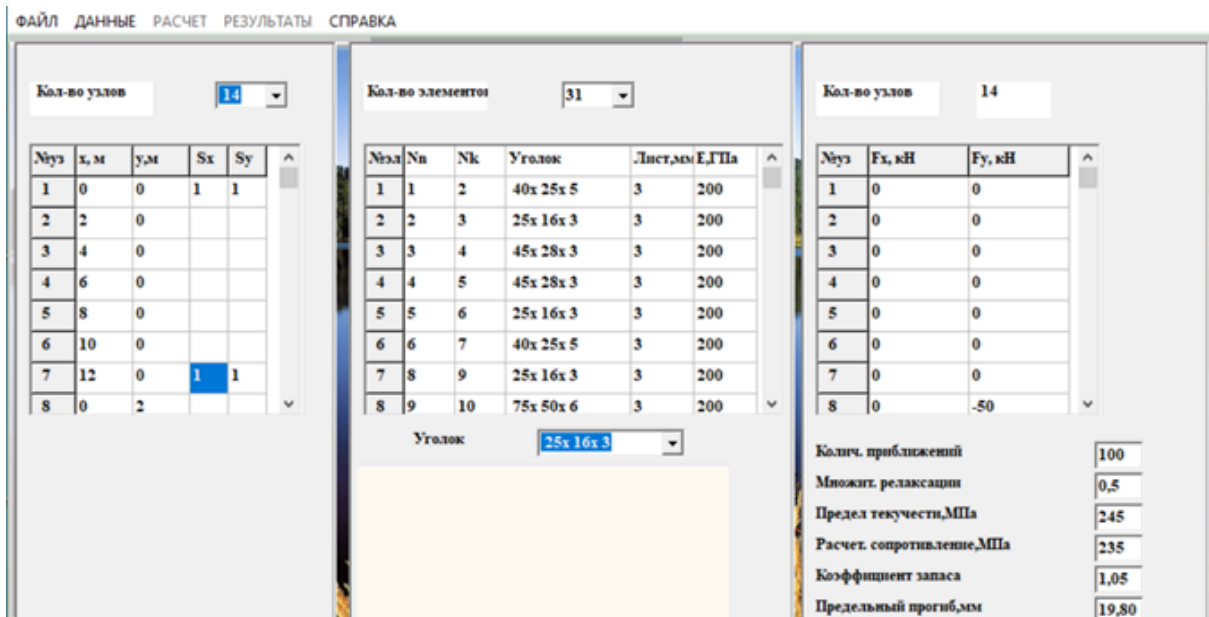 ФАЙЛ ДАННЫЕ РАСЧЕТ РЕЗУЛЬТАТЫ СПРАВКА
Кол-во узлов 14
№уз x, м y,м Sx Sy
1 0 0 1 1
2 2 0
3 4 0
4 6 0
5 8 0
6 10 0
7 12 0 1 1
8 0 2
Кол-во элементов 31
№эл Nn Nk Уголок Лист,мм E,ГПа
1 1 2 40x 25x 5 3 200
2 2 3 25x 16x 3 3 200
3 3 4 45x 28x 3 3 200
4 4 5 45x 28x 3 3 200
5 5 6 25x 16x 3 3 200
6 6 7 40x 25x 5 3 200
7 8 9 25x 16x 3 3 200
8 9 10 75x 50x 6 3 200
Уголок 25x 16x 3
Кол-во узлов 14
№уз Fx, кН Fy, кН
1 0 0
2 0 0
3 0 0
4 0 0
5 0 0
6 0 0
7 0 0
8 0 -50
Колич. приближений 100
Множит. релаксации 0,5
Предел текучести,МПа 245
Расчет. сопротивление,МПа 235
Коэффициент запаса 1,05
Предельный прогиб,мм 19,80